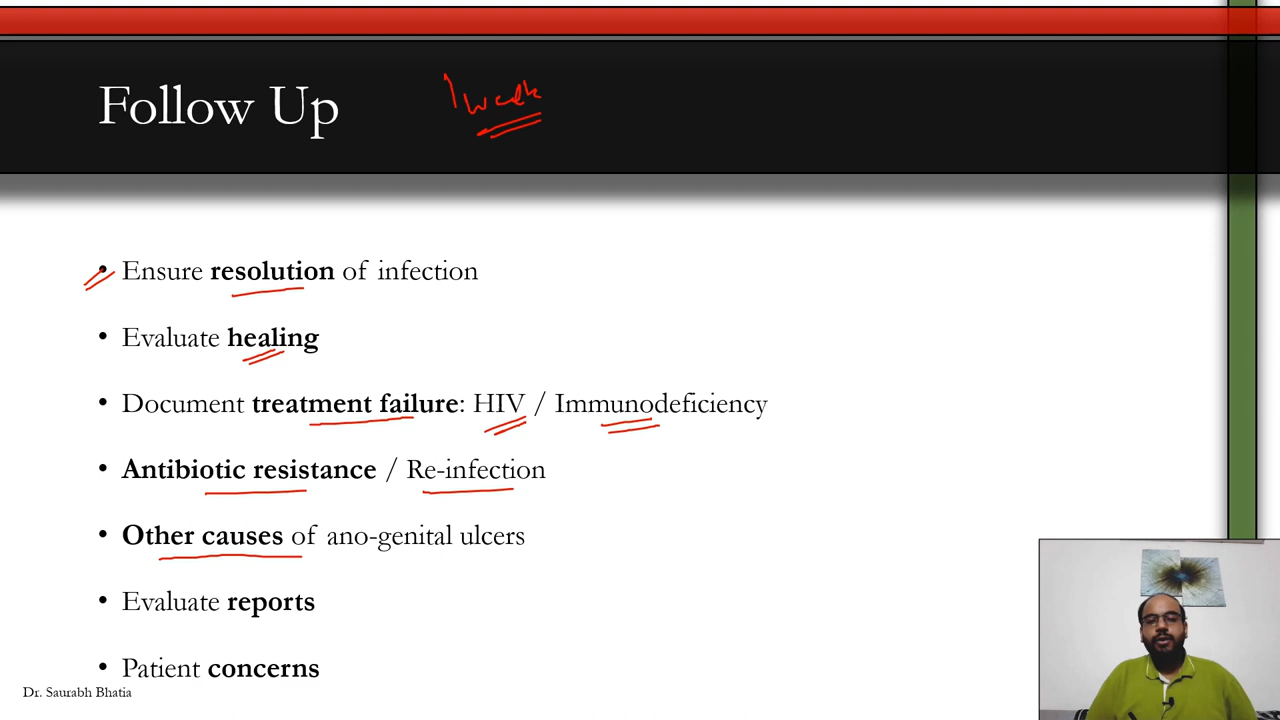 Follow Up
1 week
• Ensure resolution of infection
• Evaluate healing
• Document treatment failure: HIV / Immunodeficiency
• Antibiotic resistance / Re-infection
• Other causes of ano-genital ulcers
• Evaluate reports
• Patient concerns
Dr. Saurabh Bhatia